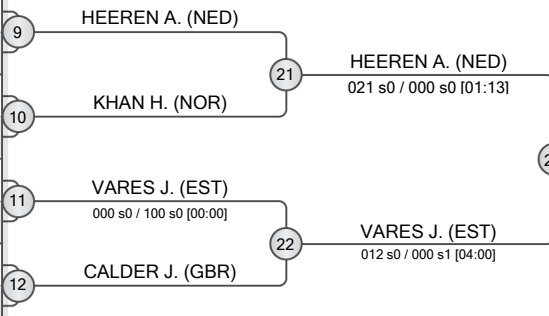 HEEREN A. (NED)
9
21
HEEREN A. (NED)
021 s0 / 000 s0 [01:13]
KHAN H. (NOR)
10
VARES J. (EST)
11
000 s0 / 100 s0 [00:00]
22
VARES J. (EST)
012 s0 / 000 s1 [04:00]
CALDER J. (GBR)
12